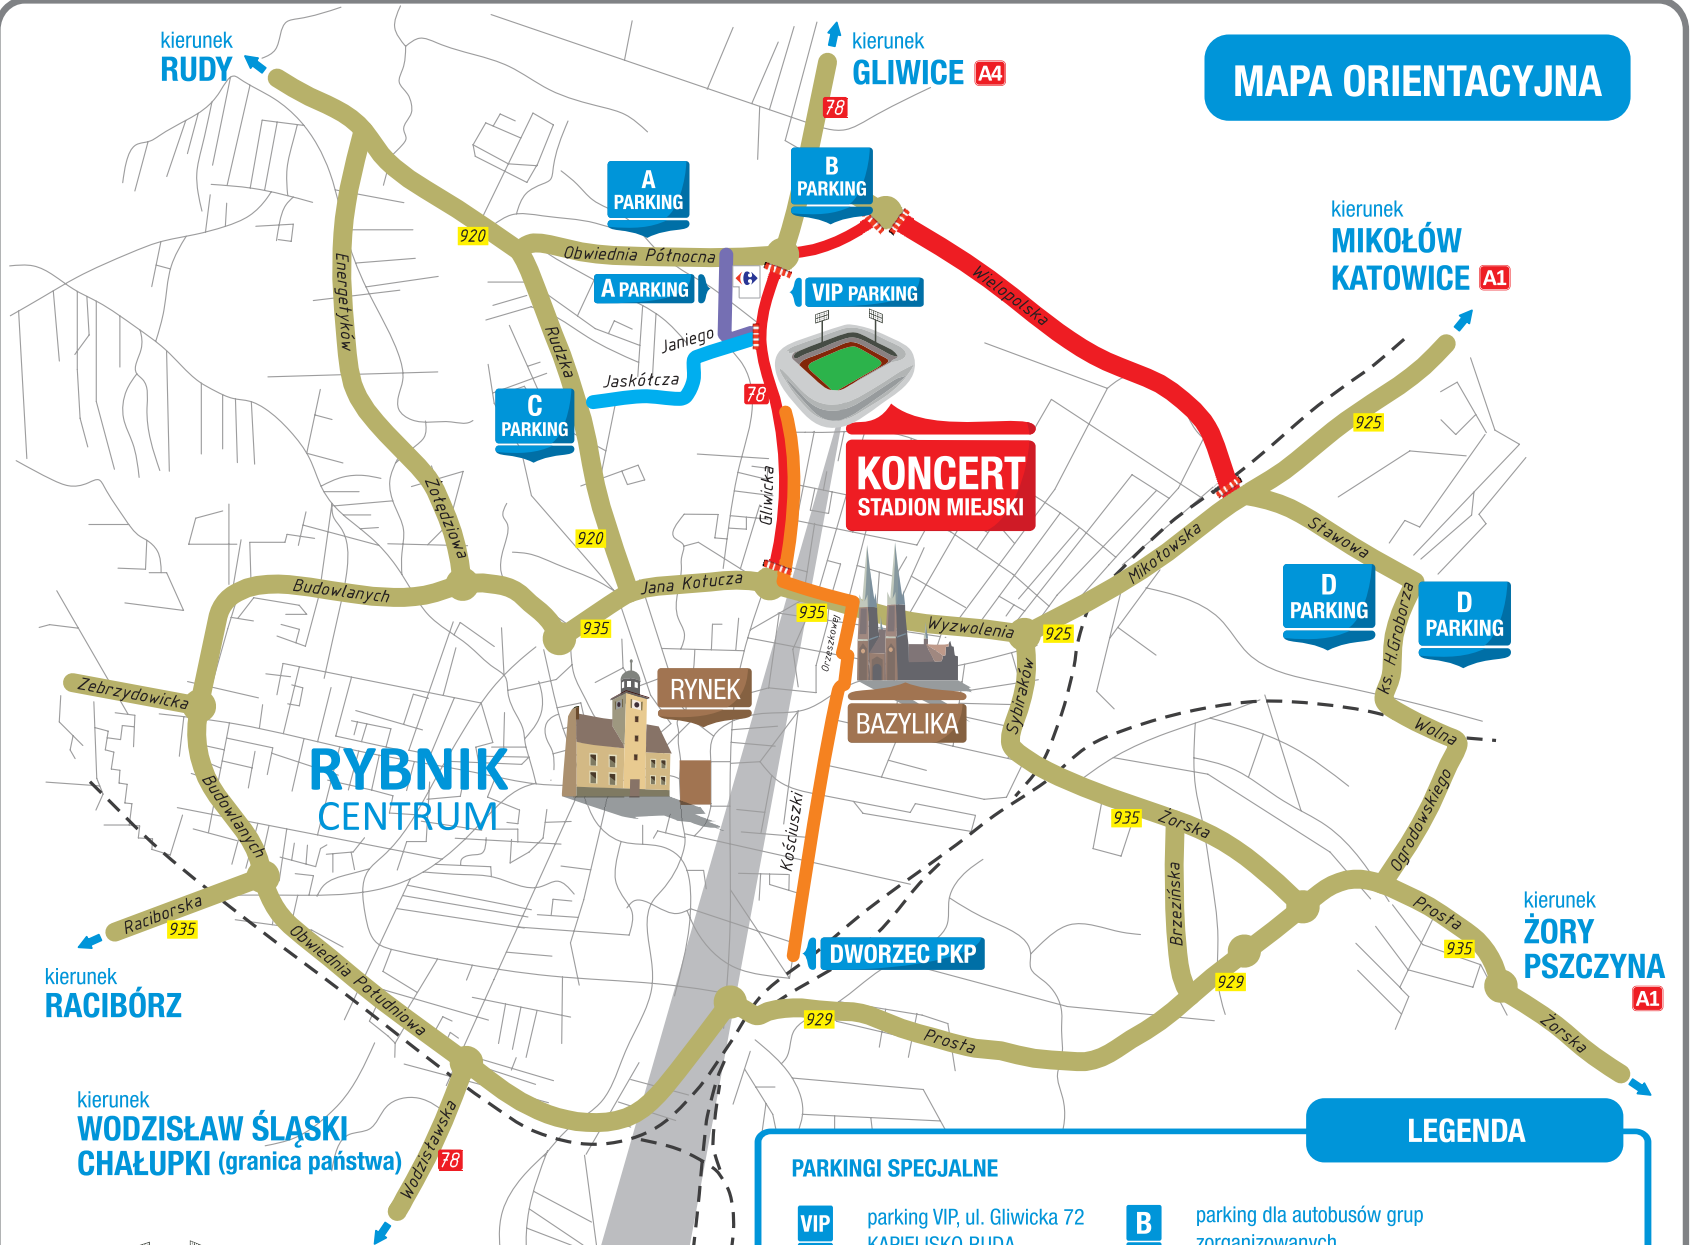 kierunek
RUDY
kierunek
GLIWICE A4
78
MAPA ORIENTACYJNA
A
PARKING
B
PARKING
kierunek
MIKOŁÓW
KATOWICE A1
920
Obwiednia Północna
Energetyków
A PARKING
VIP PARKING
Wielopolska
Rudzka
Janiego
Jaskółcza
78
C
PARKING
925
KONCERT
STADION MIEJSKI
Gliwicka
Żołędziowa
920
Stawowa
Mikołowska
Budowlanych
Jana Kotucza
935
935
Orzeszkowej
Wyzwolenia
925
D
PARKING
D
PARKING
ks. H.Groborza
Zebrzydowicka
RYNEK
BAZYLIKA
Sybiraków
Wolna
RYBNIK
CENTRUM
Budowlanych
Kościuszki
935
Żorska
Ogrodowskiego
Brzezińska
Raciborska
935
Obwiednia Południowa
DWORZEC PKP
Prosta
935
929
kierunek
ŻORY
PSZCZYNA
A1
kierunek
RACIBÓRZ
929
Prosta
Żorska
kierunek
WODZISŁAW ŚLĄSKI
CHAŁUPKI (granica państwa)
Wodzisławska
78
LEGENDA
PARKINGI SPECJALNE
VIP
parking VIP, ul. Gliwicka 72
KĄPIELISKO RUDA
B
parking dla autobusów grup
zorganizowanych